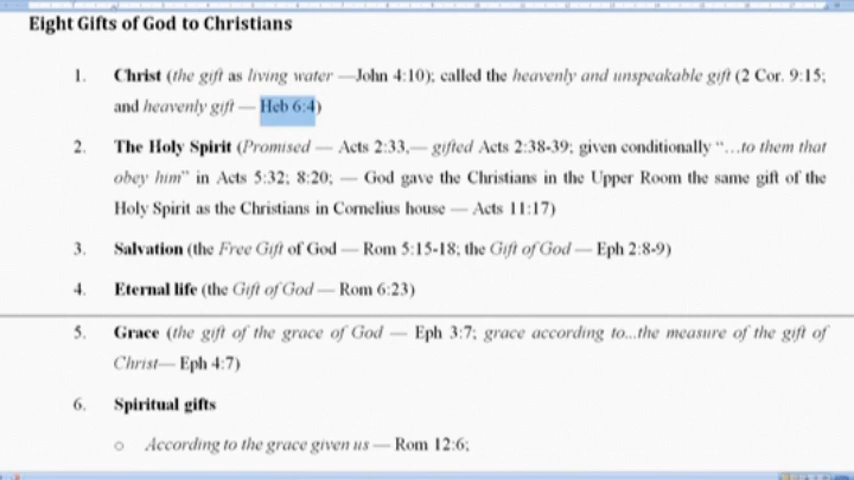 Eight Gifts of God to Christians
1. Christ (the gift as living water —John 4:10); called the heavenly and unspeakable gift (2 Cor. 9:15;
and heavenly gift — Heb 6:4)
2. The Holy Spirit (Promised — Acts 2:33,— gifted Acts 2:38-39; given conditionally “…to them that
obey him” in Acts 5:32; 8:20; — God gave the Christians in the Upper Room the same gift of the
Holy Spirit as the Christians in Cornelius house — Acts 11:17)
3. Salvation (the Free Gift of God — Rom 5:15-18; the Gift of God — Eph 2:8-9)
4. Eternal life (the Gift of God — Rom 6:23)
5. Grace (the gift of the grace of God — Eph 3:7; grace according to...the measure of the gift of
Christ— Eph 4:7)
6. Spiritual gifts
○ According to the grace given us — Rom 12:6;